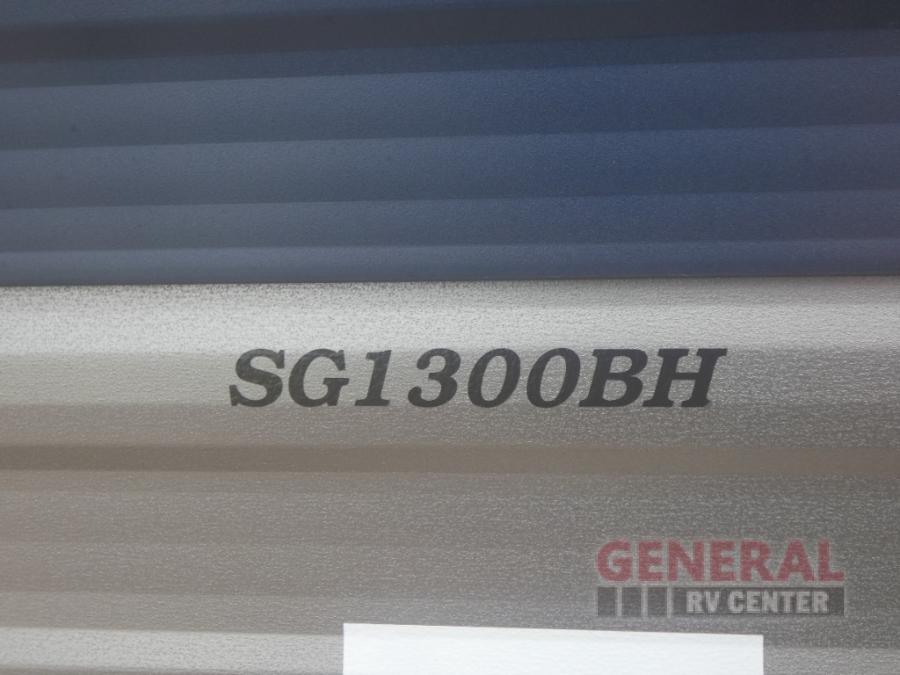 SG1300BH
GENERAL
RV CENTER